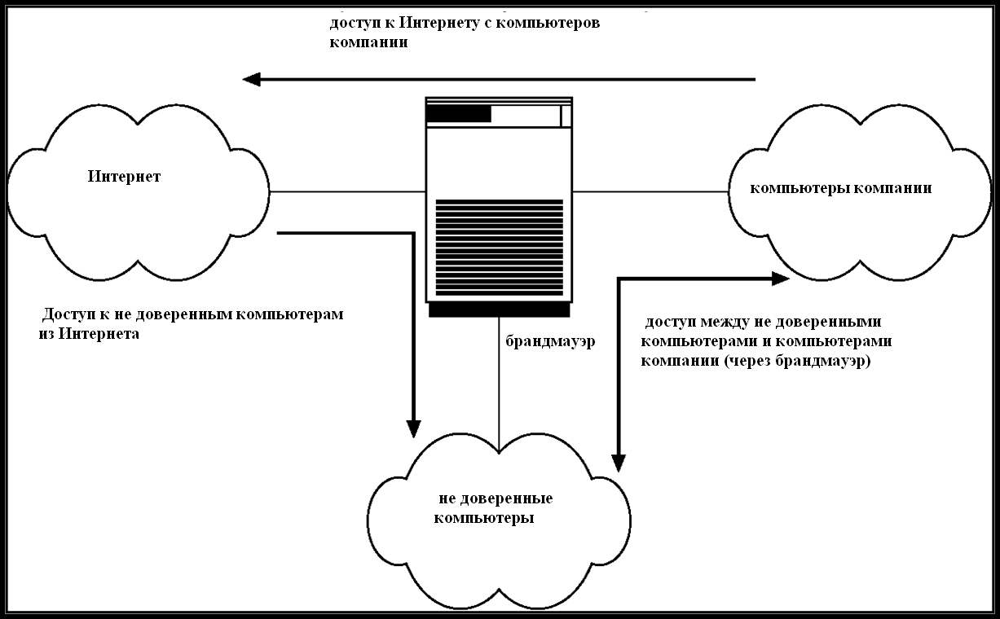 доступ к Интернету с компьютеров
компании
Интернет
компьютеры компании
Доступ к не доверенным компьютерам
из Интернета
брандмауэр
доступ между не доверенными
компьютерами и компьютерами
компании (через брандмауэр)
не доверенные
компьютеры